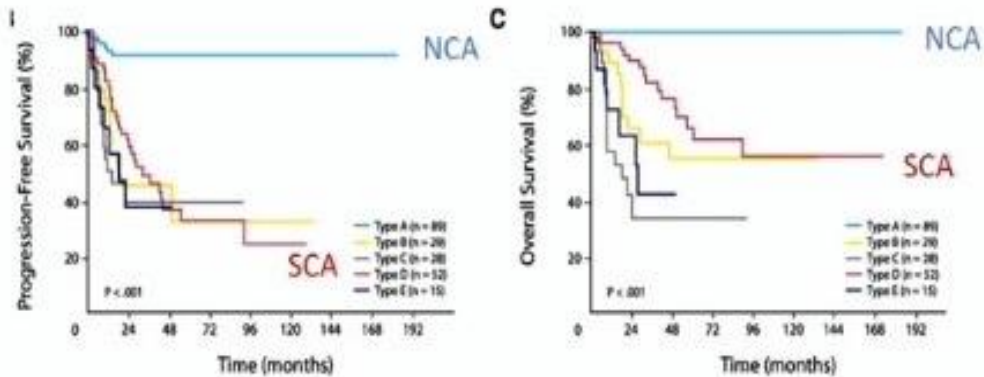 Progression-Free Survival (%)
100
80
60
40
20
NCA
SCA
Type A (n = 89)
Type B (n = 29)
Type C (n = 38)
Type D (n = 52)
Type E (n = 15)
P < .001
0 24 48 72 96 120 144 168 192
Time (months)
C
Overall Survival (%)
100
80
60
40
20
NCA
SCA
Type A (n = 89)
Type B (n = 29)
Type C (n = 38)
Type D (n = 52)
Type E (n = 15)
P < .001
0 24 48 72 96 120 144 168 192
Time (months)